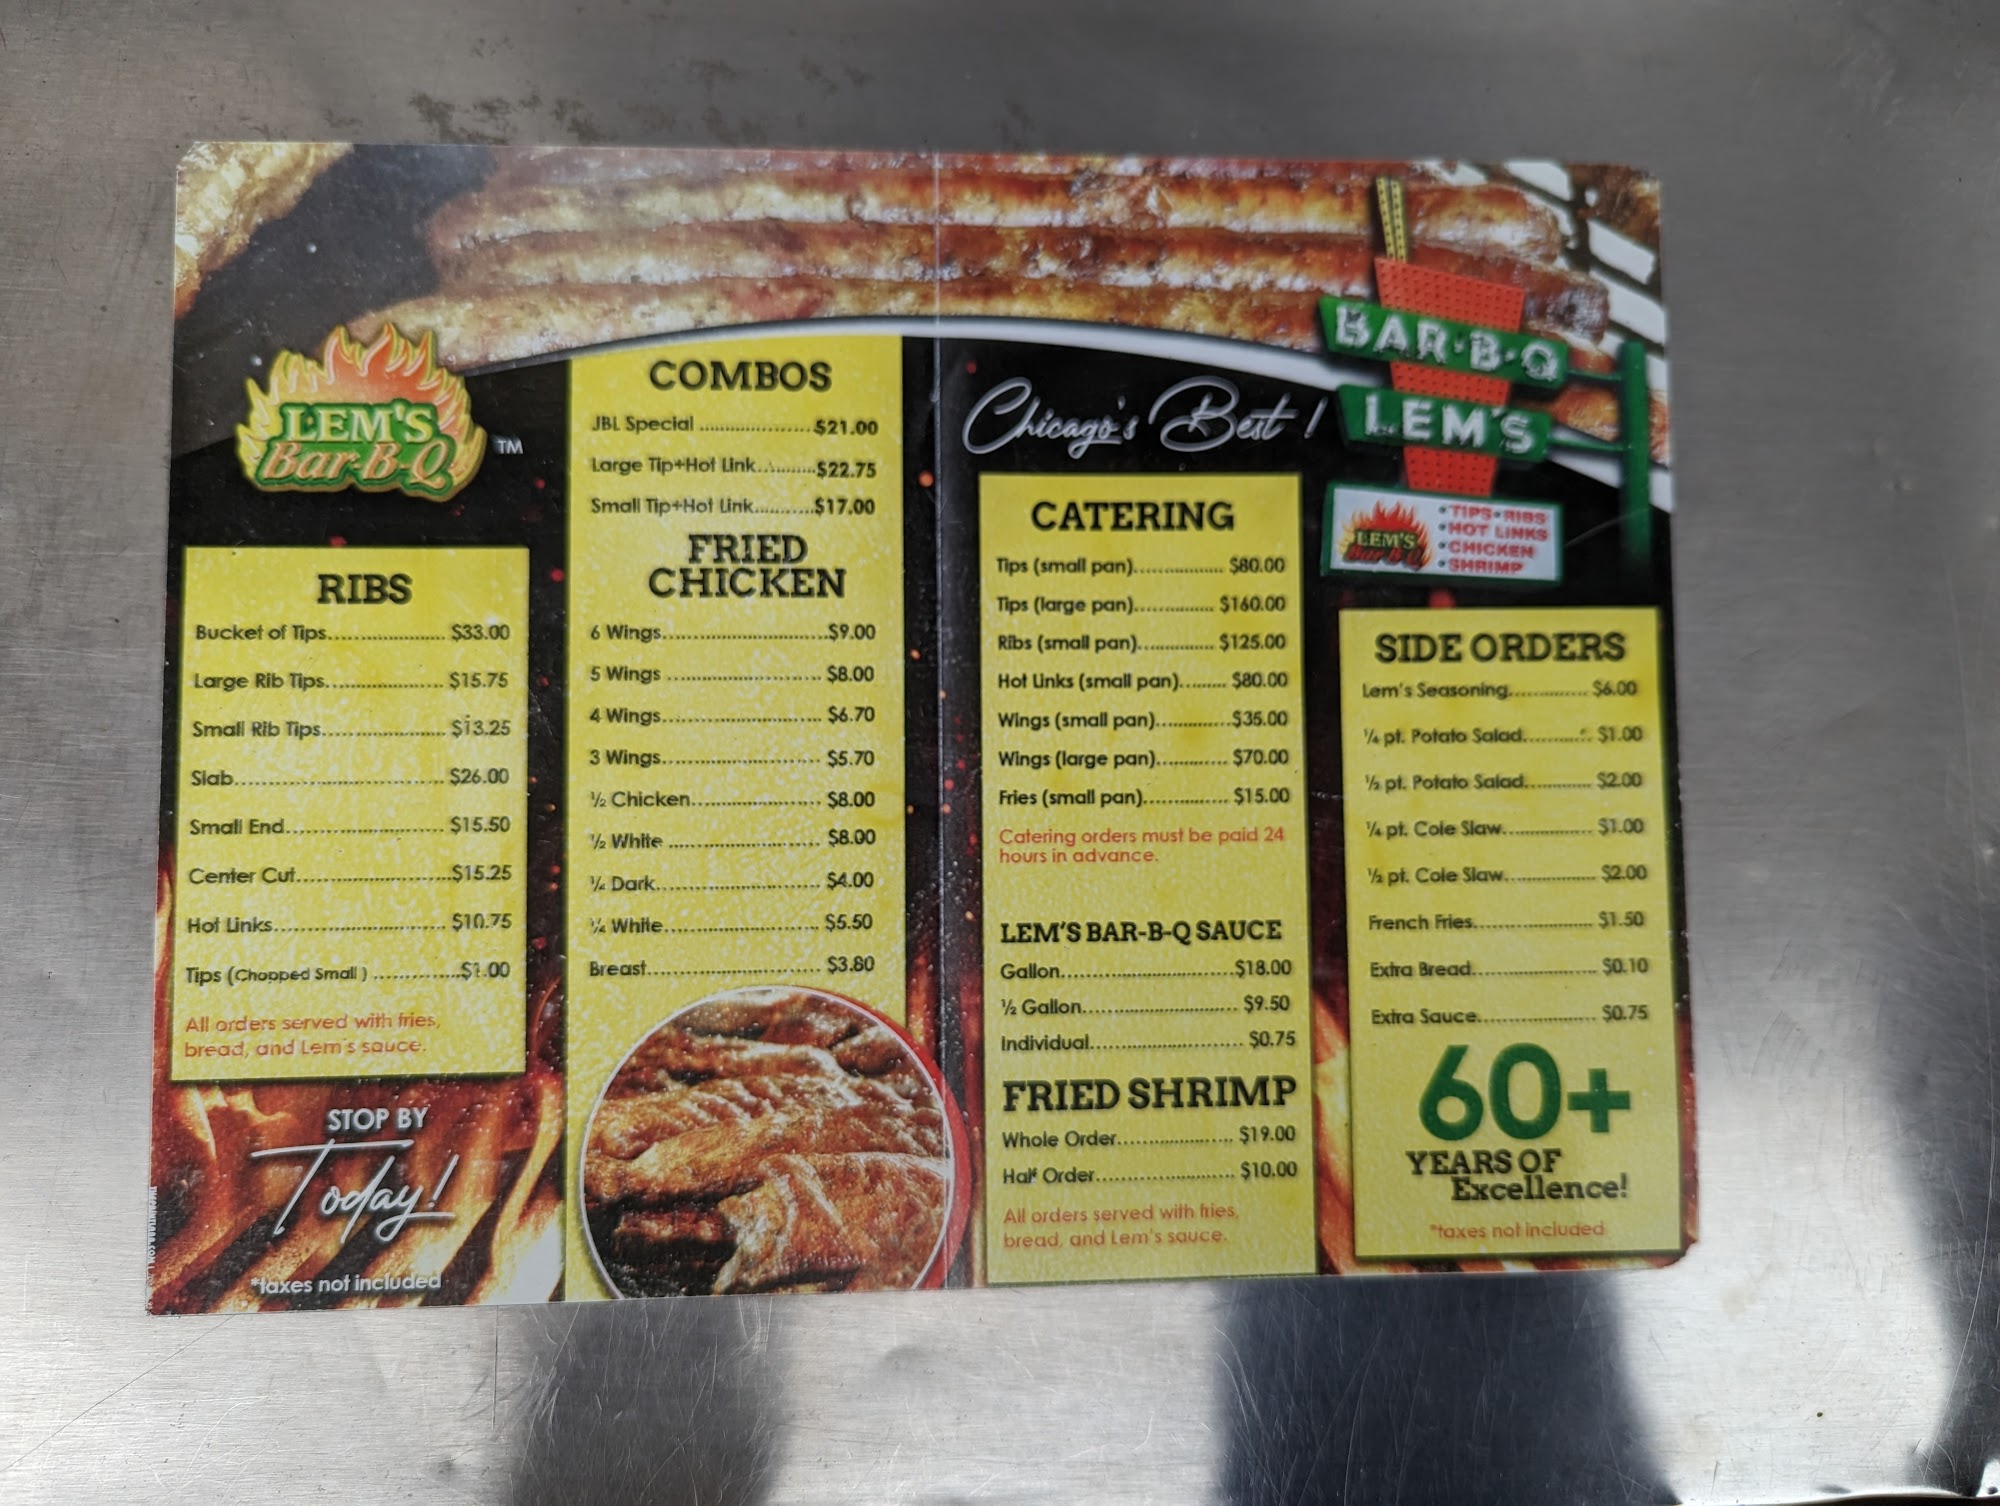 LEM'S
Bar-B-Q
TM
RIBS
Bucket of Tips..................... $33.00
Large Rib Tips..................... $15.75
Small Rib Tips...................... $13.25
Slab...................................... $26.00
Small End............................ $15.50
Center Cut............................$15.25
Hot Links............................... $10.75
Tips (Chopped Small ) ...............$1.00
All orders served with fries,
bread, and Lem's sauce.
STOP BY
Today!
*taxes not included
COMBOS
JBL Special .....................$21.00
Large Tip+Hot Link...........$22.75
Small Tip+Hot Link...........$17.00
FRIED
CHICKEN
6 Wings..............................$9.00
5 Wings ............................ $8.00
4 Wings............................. $6.70
3 Wings............................. $5.70
½ Chicken........................ $8.00
½ White ........................... $8.00
¼ Dark.............................. $4.00
¼ White............................ $5.50
Breast................................ $3.80
Chicago's Best !
CATERING
Tips (small pan)................ $80.00
Tips (large pan).............. $160.00
Ribs (small pan).............. $125.00
Hot Links (small pan)........ $80.00
Wings (small pan)..............$35.00
Wings (large pan)............. $70.00
Fries (small pan)................ $15.00
Catering orders must be paid 24
hours in advance.
LEM'S BAR-B-Q SAUCE
Gallon................................$18.00
½ Gallon............................ $9.50
Individual............................ $0.75
FRIED SHRIMP
Whole Order..................... $19.00
Half Order......................... $10.00
All orders served with fries,
bread, and Lem's sauce.
BAR-B-Q
LEM'S
LEM'S
Bar-B-Q
•TIPS•RIBS
•HOT LINKS
•CHICKEN
•SHRIMP
SIDE ORDERS
Lem's Seasoning.............. $6.00
¼ pt. Potato Salad............ $1.00
½ pt. Potato Salad............ $2.00
¼ pt. Cole Slaw................ $1.00
½ pt. Cole Slaw................ $2.00
French Fries...................... $1.50
Extra Bread...................... $0.10
Extra Sauce...................... $0.75
60+
YEARS OF
Excellence!
*taxes not included